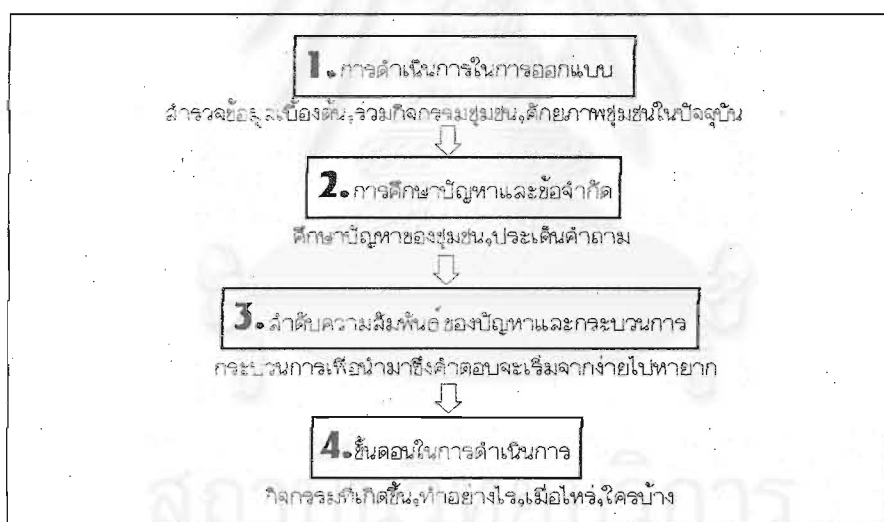 1. การดำเนินการในการออกแบบ
สำรวจข้อมูลเบื้องต้น,ร่วมกิจกรรมชุมชน,ศักยภาพชุมชนในปัจจุบัน
2. การศึกษาปัญหาและข้อจำกัด
ศึกษาปัญหาของชุมชน,ประเด็นคำถาม
3. ลำดับความสัมพันธ์ของปัญหาและกระบวนการ
กระบวนการเพื่อนำมาซึ่งคำตอบจะเริ่มจากง่ายไปหายาก
4. ขั้นตอนในการดำเนินการ
กิจกรรมที่เกิดขึ้น,ทำอย่างไร,เมื่อไหร่,ใครบ้าง